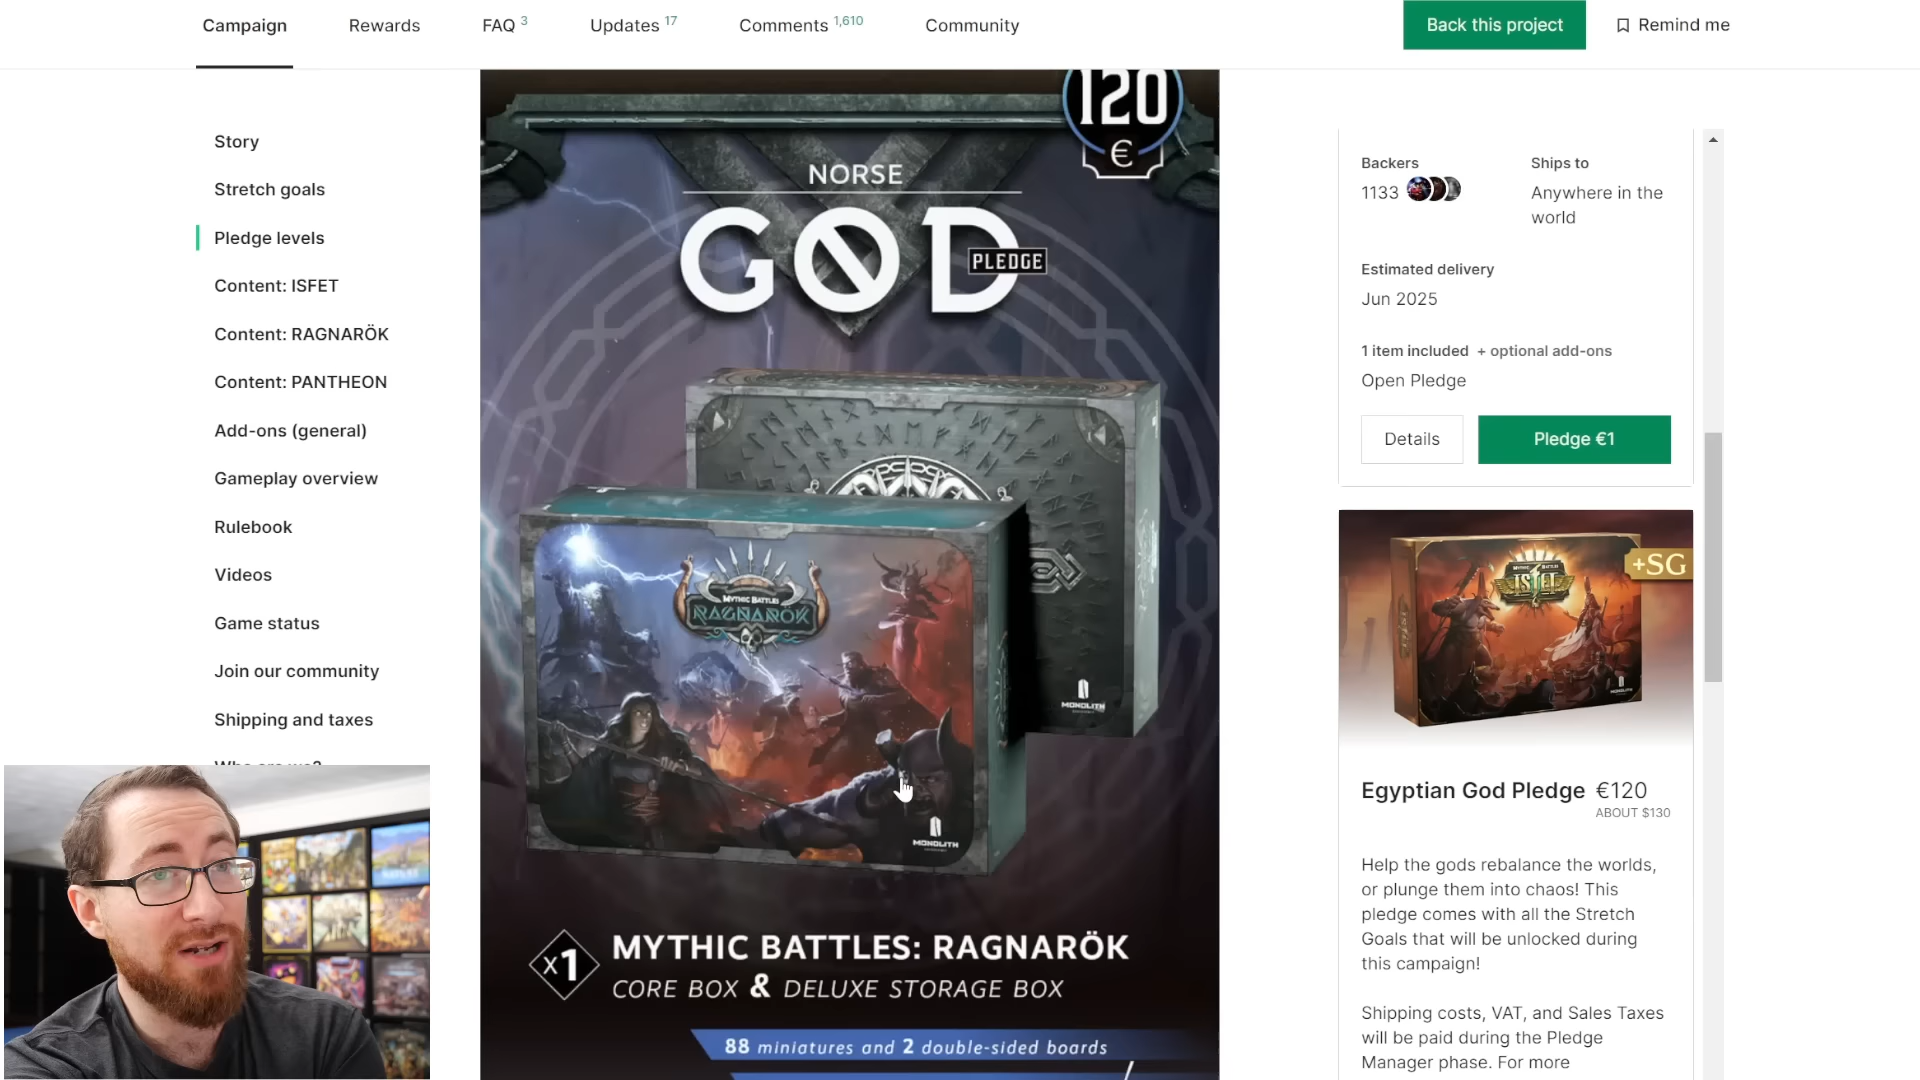 Campaign
Rewards
FAQ 3
Updates 17
Comments 1,610
Community
Back this project
Remind me
Story
Stretch goals
Pledge levels
Content: ISFET
Content: RAGNARÖK
Content: PANTHEON
Add-ons (general)
Gameplay overview
Rulebook
Videos
Game status
Join our community
Shipping and taxes
Who are we?
120
€
NORSE
GOD
PLEDGE
MYTHIC BATTLES
RAGNARÖK
MONOLITH
MONOLITH
x1
MYTHIC BATTLES: RAGNARÖK
CORE BOX & DELUXE STORAGE BOX
88 miniatures and 2 double-sided boards
Backers
1133
Ships to
Anywhere in the
world
Estimated delivery
Jun 2025
1 item included + optional add-ons
Open Pledge
Details
Pledge €1
+SG
MYTHIC BATTLES
ISFET
MONOLITH
Egyptian God Pledge €120
ABOUT $130
Help the gods rebalance the worlds,
or plunge them into chaos! This
pledge comes with all the Stretch
Goals that will be unlocked during
this campaign!
Shipping costs, VAT, and Sales Taxes
will be paid during the Pledge
Manager phase. For more